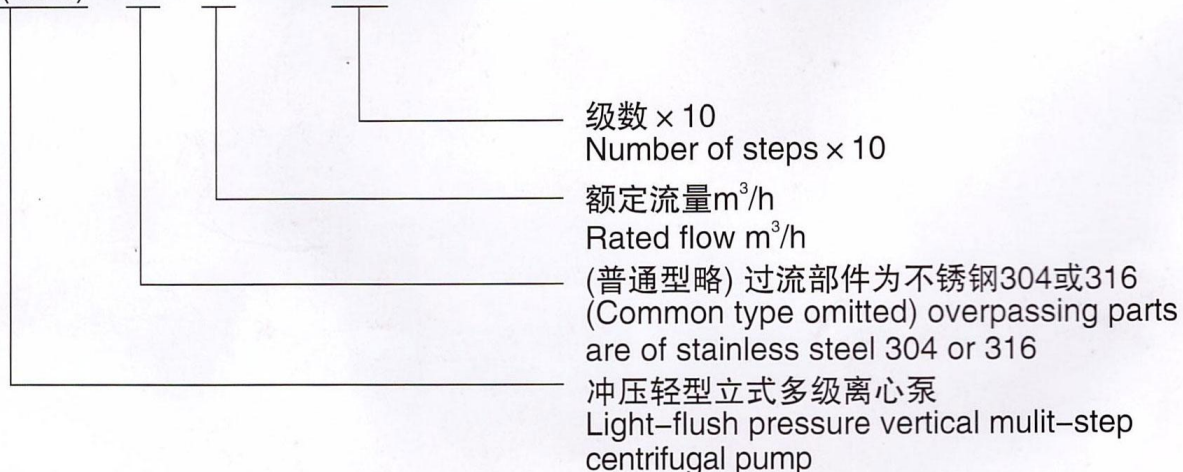 级数 × 10
Number of steps × 10
额定流量m³/h
Rated flow m³/h
(普通型略) 过流部件为不锈钢304或316
(Common type omitted) overpassing parts
are of stainless steel 304 or 316
冲压轻型立式多级离心泵
Light–flush pressure vertical mulit–step
centrifugal pump